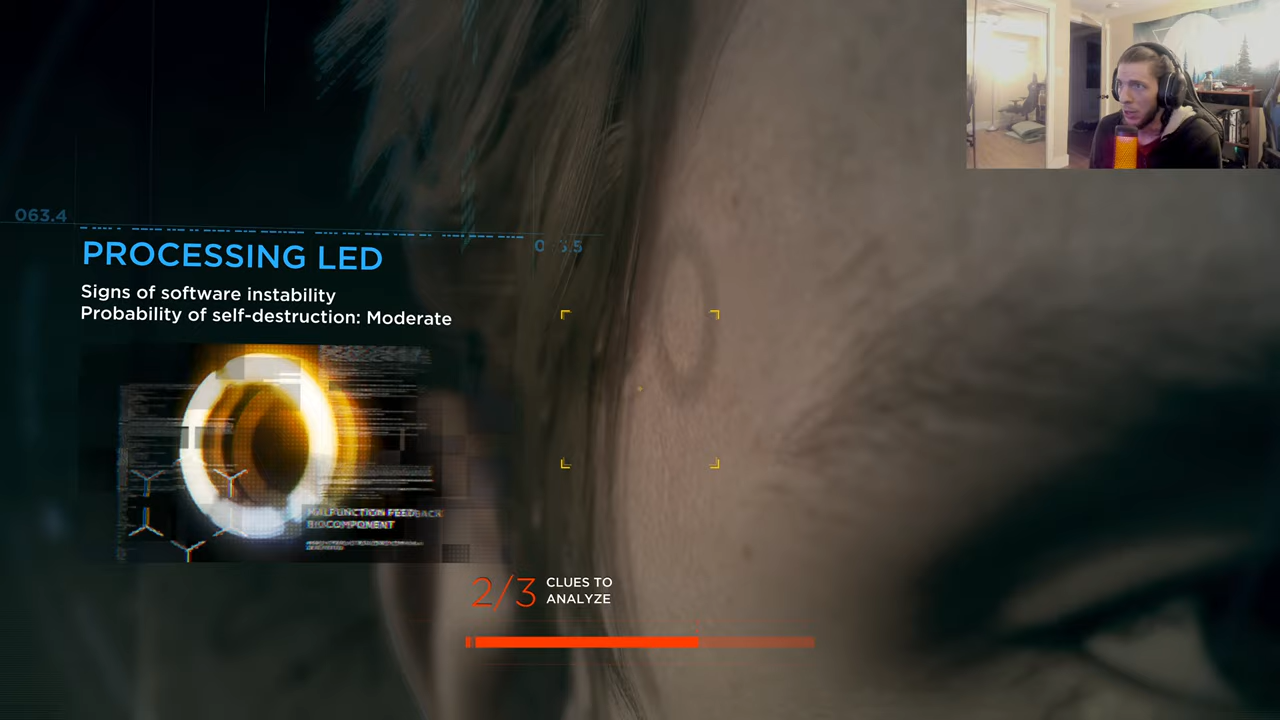 063.4
PROCESSING LED
Signs of software instability
Probability of self-destruction: Moderate
MALFUNCTION FEEDBACK
BIOCOMPONENT
2/3
CLUES TO
ANALYZE